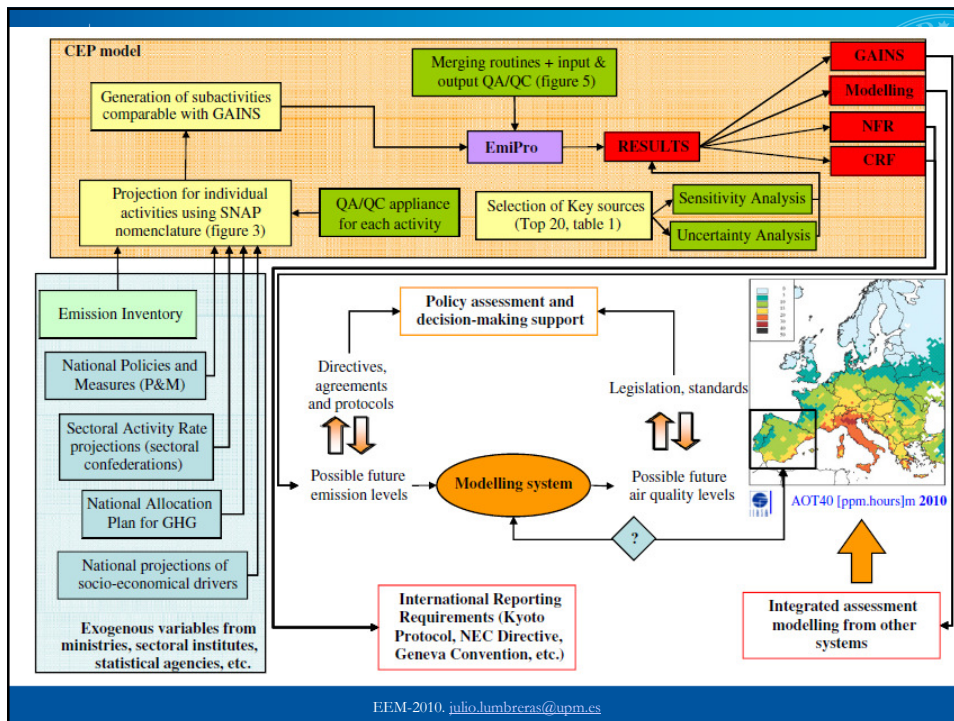 CEP model
Merging routines + input &
output QA/QC (figure 5)
GAINS
Modelling
NFR
CRF
Generation of subactivities
comparable with GAINS
EmiPro
RESULTS
Projection for individual
activities using SNAP
nomenclature (figure 3)
QA/QC appliance
for each activity
Selection of Key sources
(Top 20, table 1)
Sensitivity Analysis
Uncertainty Analysis
Emission Inventory
National Policies and
Measures (P&M)
Sectoral Activity Rate
projections (sectoral
confederations)
National Allocation
Plan for GHG
National projections of
socio-economical drivers
Exogenous variables from
ministries, sectoral institutes,
statistical agencies, etc.
Policy assessment and
decision-making support
Directives,
agreements
and protocols
Legislation, standards
Possible future
emission levels
Modelling system
Possible future
air quality levels
?
IIASA
AOT40 [ppm.hours]m 2010
International Reporting
Requirements (Kyoto
Protocol, NEC Directive,
Geneva Convention, etc.)
Integrated assessment
modelling from other
systems
EEM-2010. julio.lumbreras@upm.es